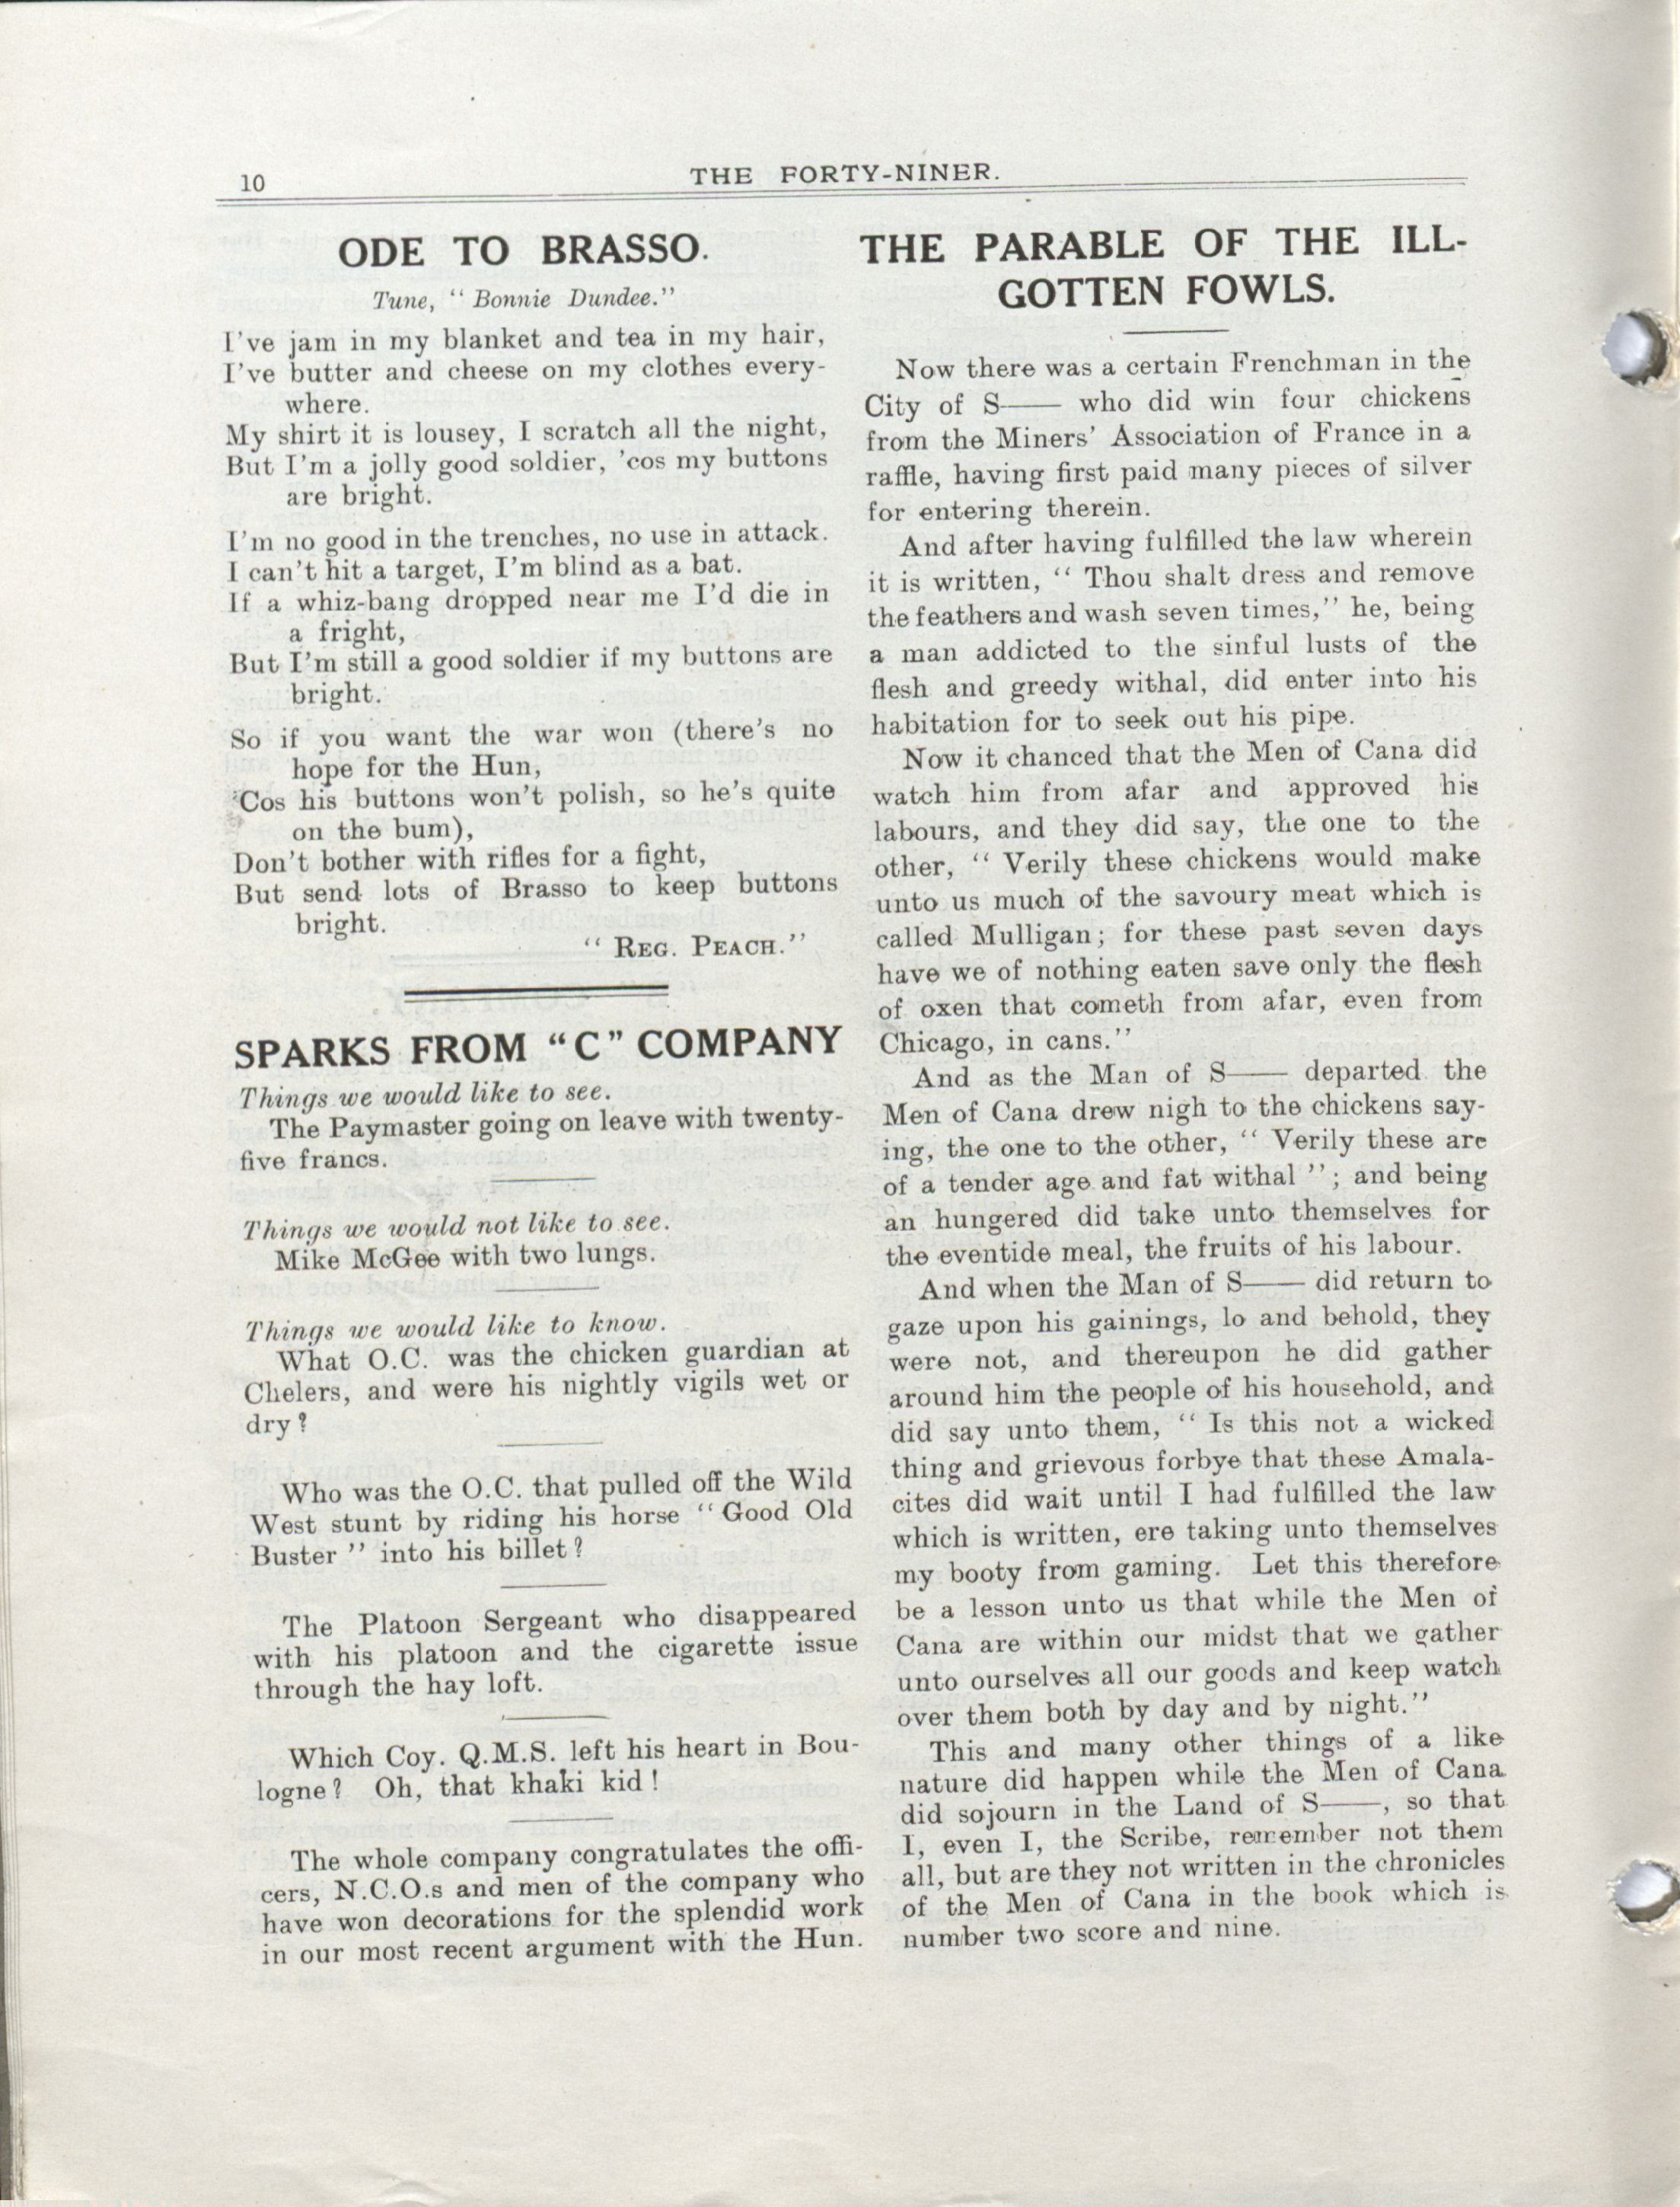 10
THE FORTY-NINER.
ODE TO BRASSO.
Tune, “ Bonnie Dundee.”
I've jam in my blanket and tea in my hair,
I've butter and cheese on my clothes every-
where.
My shirt it is lousey, I scratch all the night,
But I'm a jolly good soldier, 'cos my buttons
are bright.
I'm no good in the trenches, no use in attack.
I can't hit a target, I'm blind as a bat.
If a whiz-bang dropped near me I'd die in
a fright,
But I'm still a good soldier if my buttons are
bright.
So if you want the war won (there's no
hope for the Hun,
'Cos his buttons won't polish, so he's quite
on the bum),
Don't bother with rifles for a fight,
But send lots of Brasso to keep buttons
bright.
“ REG. PEACH.”
SPARKS FROM “C” COMPANY
Things we would like to see.
The Paymaster going on leave with twenty-
five francs.
Things we would not like to see.
Mike McGee with two lungs.
Things we would like to know.
What O.C. was the chicken guardian at
Chelers, and were his nightly vigils wet or
dry?
Who was the O.C. that pulled off the Wild
West stunt by riding his horse “ Good Old
Buster ” into his billet?
The Platoon Sergeant who disappeared
with his platoon and the cigarette issue
through the hay loft.
Which Coy. Q.M.S. left his heart in Bou-
logne? Oh, that khaki kid!
The whole company congratulates the offi-
cers, N.C.O.s and men of the company who
have won decorations for the splendid work
in our most recent argument with the Hun.
THE PARABLE OF THE ILL-
GOTTEN FOWLS.
Now there was a certain Frenchman in the
City of S—— who did win four chickens
from the Miners' Association of France in a
raffle, having first paid many pieces of silver
for entering therein.
And after having fulfilled the law wherein
it is written, “ Thou shalt dress and remove
the feathers and wash seven times,” he, being
a man addicted to the sinful lusts of the
flesh and greedy withal, did enter into his
habitation for to seek out his pipe.
Now it chanced that the Men of Cana did
watch him from afar and approved his
labours, and they did say, the one to the
other, “ Verily these chickens would make
unto us much of the savoury meat which is
called Mulligan; for these past seven days
have we of nothing eaten save only the flesh
of oxen that cometh from afar, even from
Chicago, in cans.”
And as the Man of S—— departed the
Men of Cana drew nigh to the chickens say-
ing, the one to the other, “ Verily these are
of a tender age and fat withal ”; and being
an hungered did take unto themselves for
the eventide meal, the fruits of his labour.
And when the Man of S—— did return to
gaze upon his gainings, lo and behold, they
were not, and thereupon he did gather
around him the people of his household, and
did say unto them, “ Is this not a wicked
thing and grievous forbye that these Amala-
cites did wait until I had fulfilled the law
which is written, ere taking unto themselves
my booty from gaming. Let this therefore
be a lesson unto us that while the Men of
Cana are within our midst that we gather
unto ourselves all our goods and keep watch
over them both by day and by night.”
This and many other things of a like
nature did happen while the Men of Cana
did sojourn in the Land of S——, so that
I, even I, the Scribe, remember not them
all, but are they not written in the chronicles
of the Men of Cana in the book which is
number two score and nine.